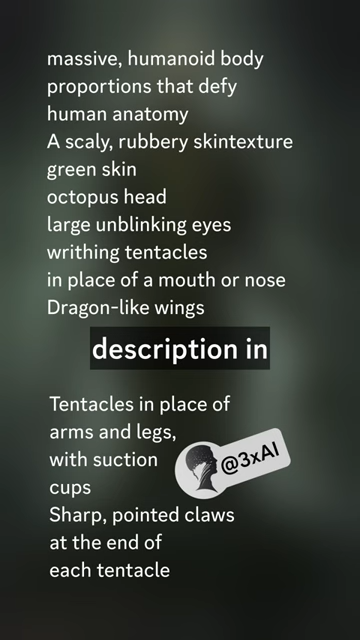 massive, humanoid body
proportions that defy
human anatomy
A scaly, rubbery skintexture
green skin
octopus head
large unblinking eyes
writhing tentacles
in place of a mouth or nose
Dragon-like wings
description in
Tentacles in place of
arms and legs,
with suction
cups
@3xAI
Sharp, pointed claws
at the end of
each tentacle